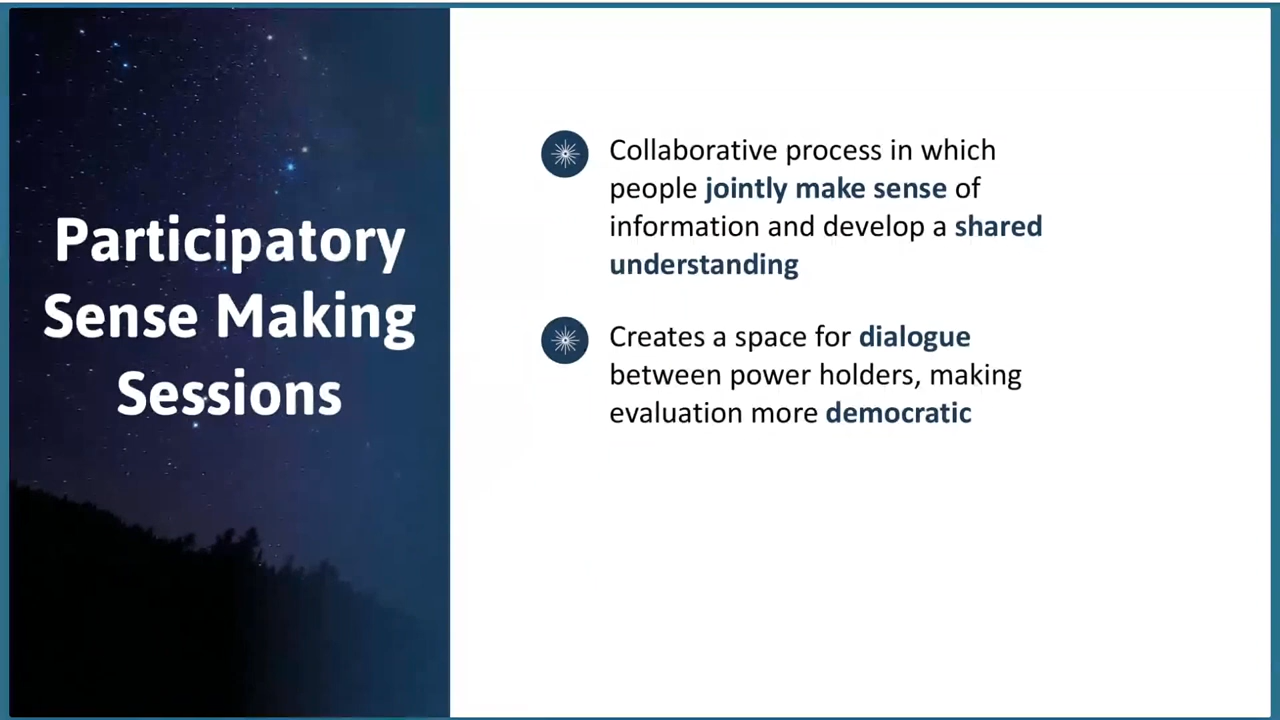 Participatory
Sense Making
Sessions
Collaborative process in which
people jointly make sense of
information and develop a shared
understanding
Creates a space for dialogue
between power holders, making
evaluation more democratic